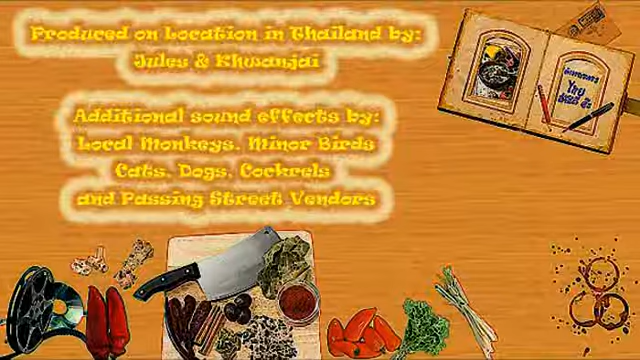 Produced on Location in Thailand by:
Jules & Khwanjai
Additional sound effects by:
Local Monkeys, Minor Birds
Cats, Dogs, Cockrels
and Passing Street Vendors